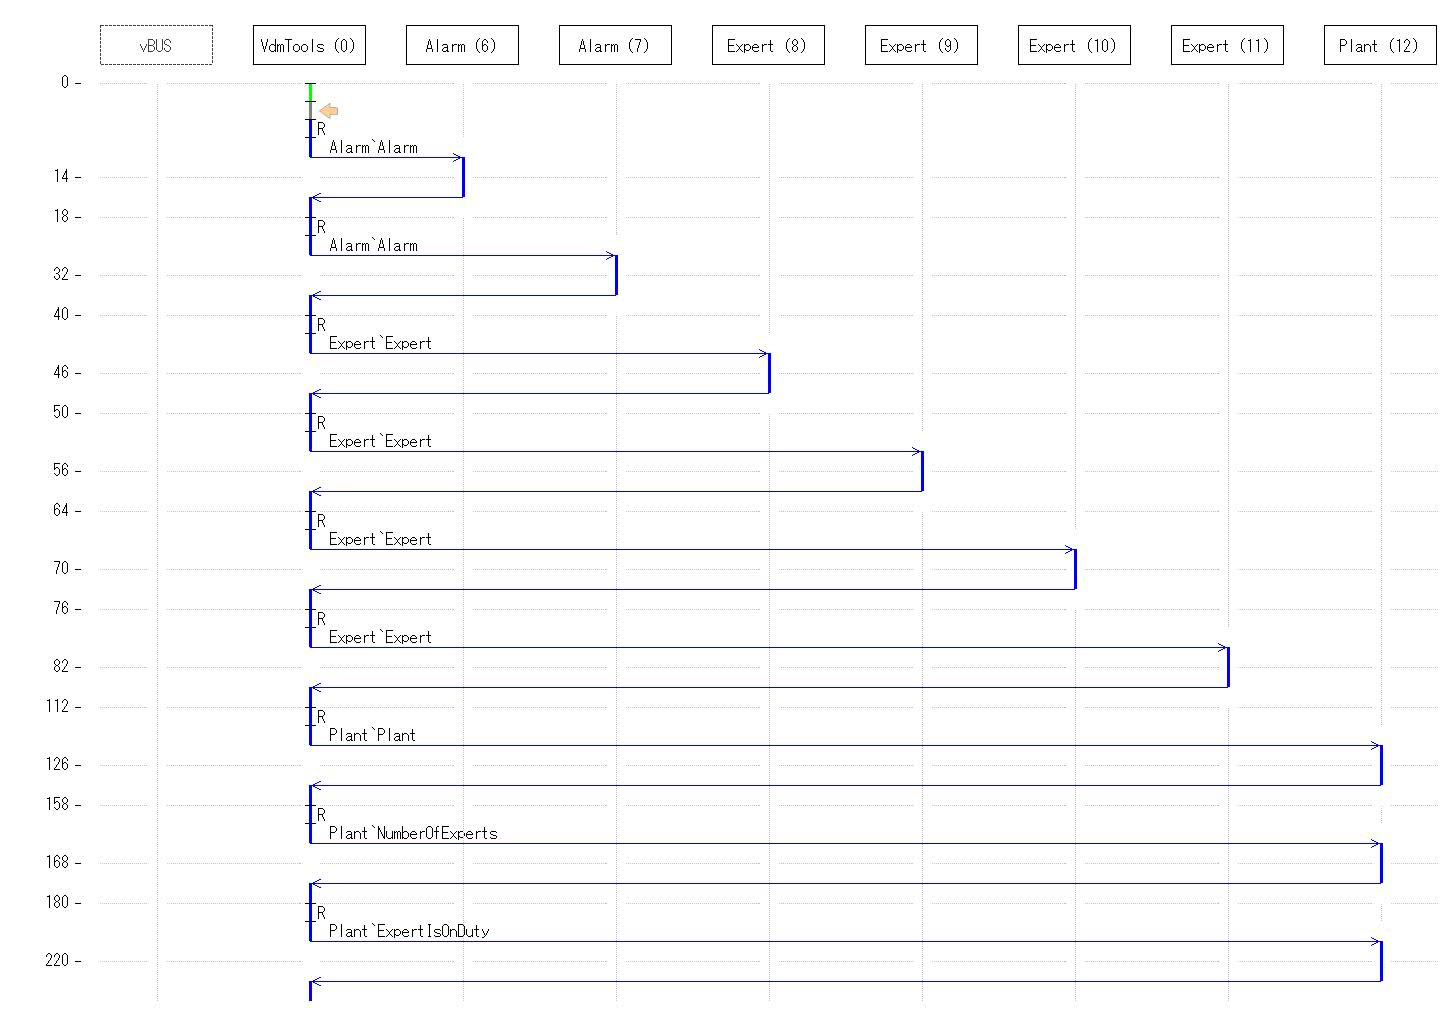 vBUS VdmTools (0) Alarm (6) Alarm (7) Expert (8) Expert (9) Expert (10) Expert (11) Plant (12)
0
R
Alarm`Alarm
14
18
R
Alarm`Alarm
32
40
R
Expert`Expert
46
50
R
Expert`Expert
56
64
R
Expert`Expert
70
76
R
Expert`Expert
82
112
R
Plant`Plant
126
158
R
Plant`NumberOfExperts
168
180
R
Plant`ExpertIsOnDuty
220